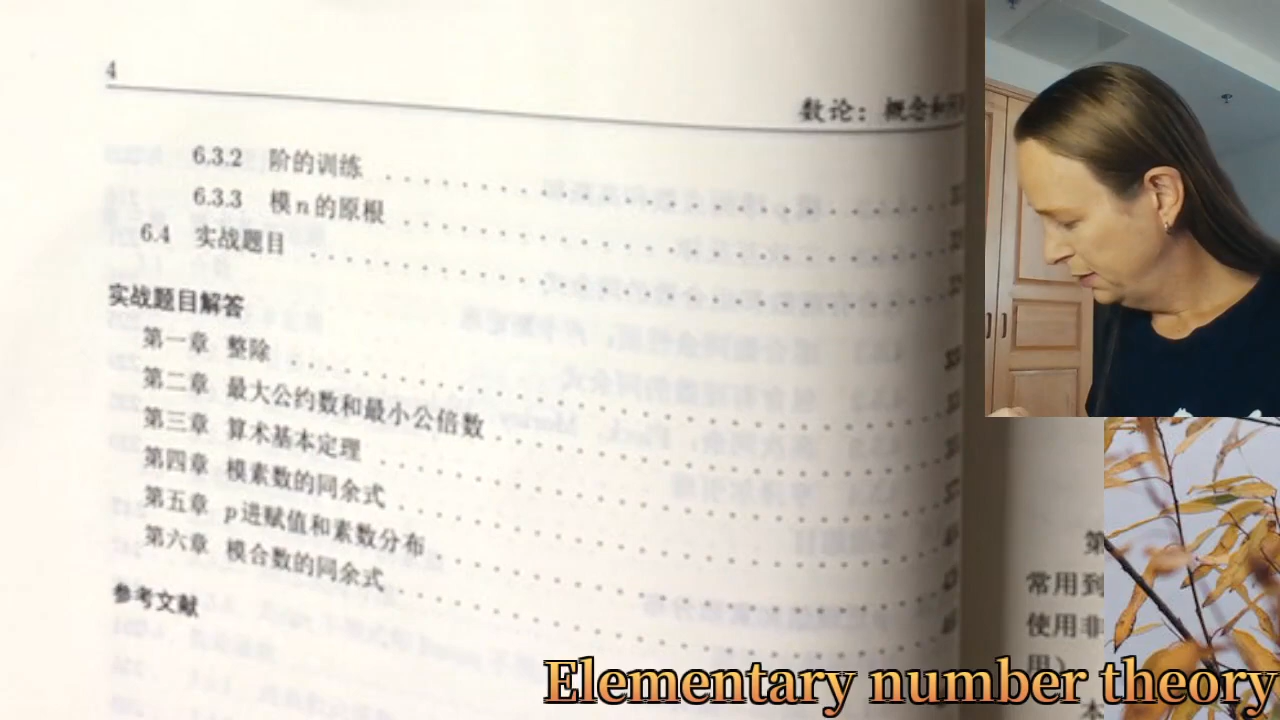 4
数论：概念和
6.3.2 阶的训练
6.3.3 模n的原根
6.4 实战题目
实战题目解答
第一章 整除
第二章 最大公约数和最小公倍数
第三章 算术基本定理
第四章 模素数的同余式
第五章 p进赋值和素数分布
第六章 模合数的同余式
参考文献
第
常用到
使用非
用）
本
Elementary number theory